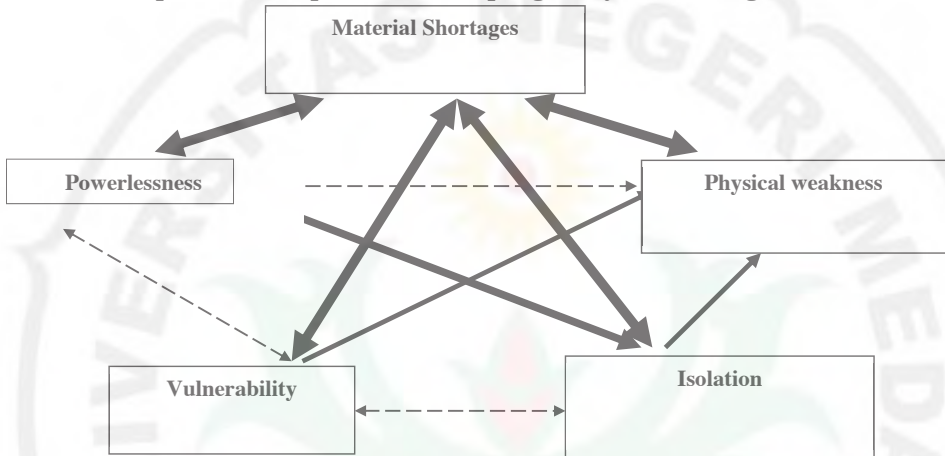 Material Shortages
Powerlessness
Physical weakness
Vulnerability
Isolation